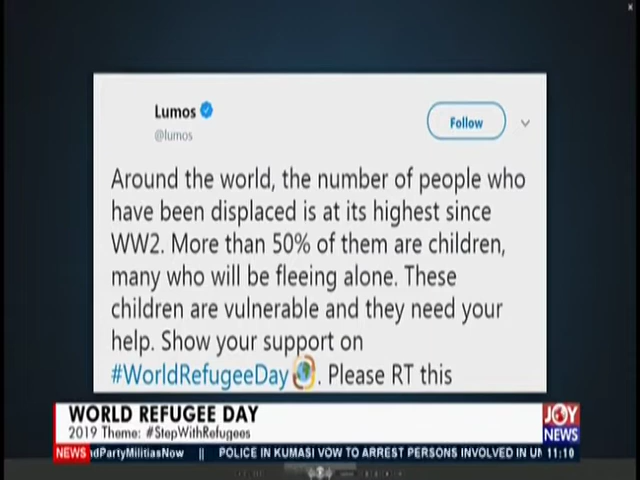 Lumos
@lumos
Follow
Around the world, the number of people who
have been displaced is at its highest since
WW2. More than 50% of them are children,
many who will be fleeing alone. These
children are vulnerable and they need your
help. Show your support on
#WorldRefugeeDay. Please RT this
WORLD REFUGEE DAY
2019 Theme: #StepWithRefugees
JOY
NEWS
NEWS dPartyMilitiasNow || POLICE IN KUMASI VOW TO ARREST PERSONS INVOLVED IN 11:10